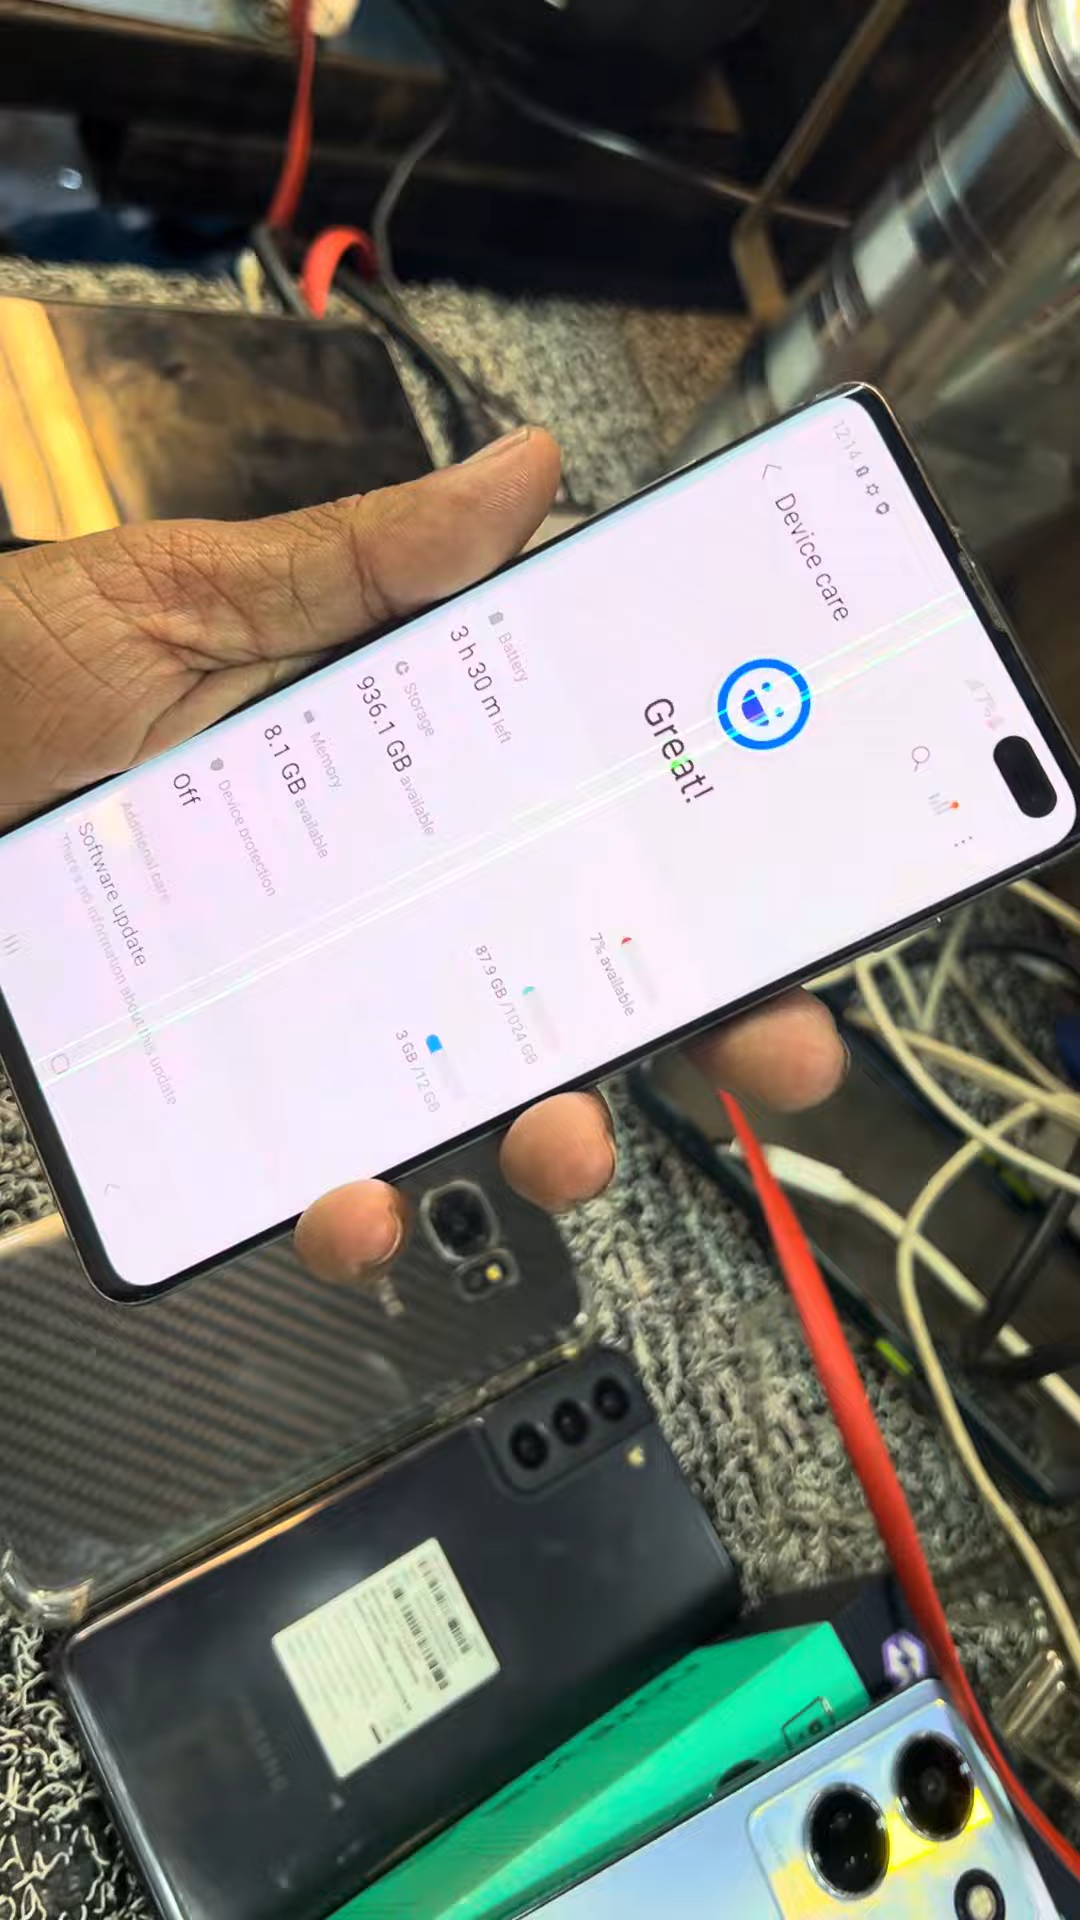 12:14
7%
Device care
Great!
Battery
3 h 30 m left
7% available
Storage
936.1 GB available
87.9 GB /1024 GB
Memory
8.1 GB available
3 GB /12 GB
Device protection
Off
Additional care
Software update
There's no information about this update